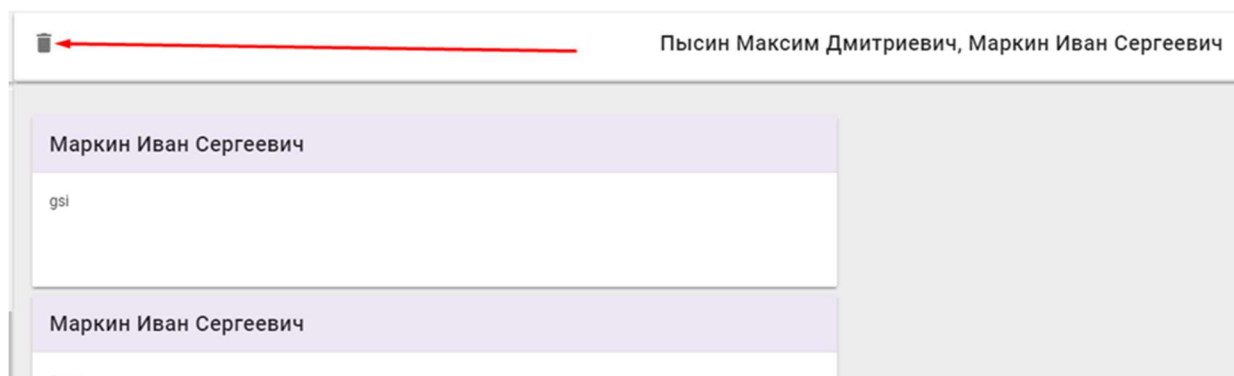 Пысин Максим Дмитриевич, Маркин Иван Сергеевич
Маркин Иван Сергеевич
gsi
Маркин Иван Сергеевич